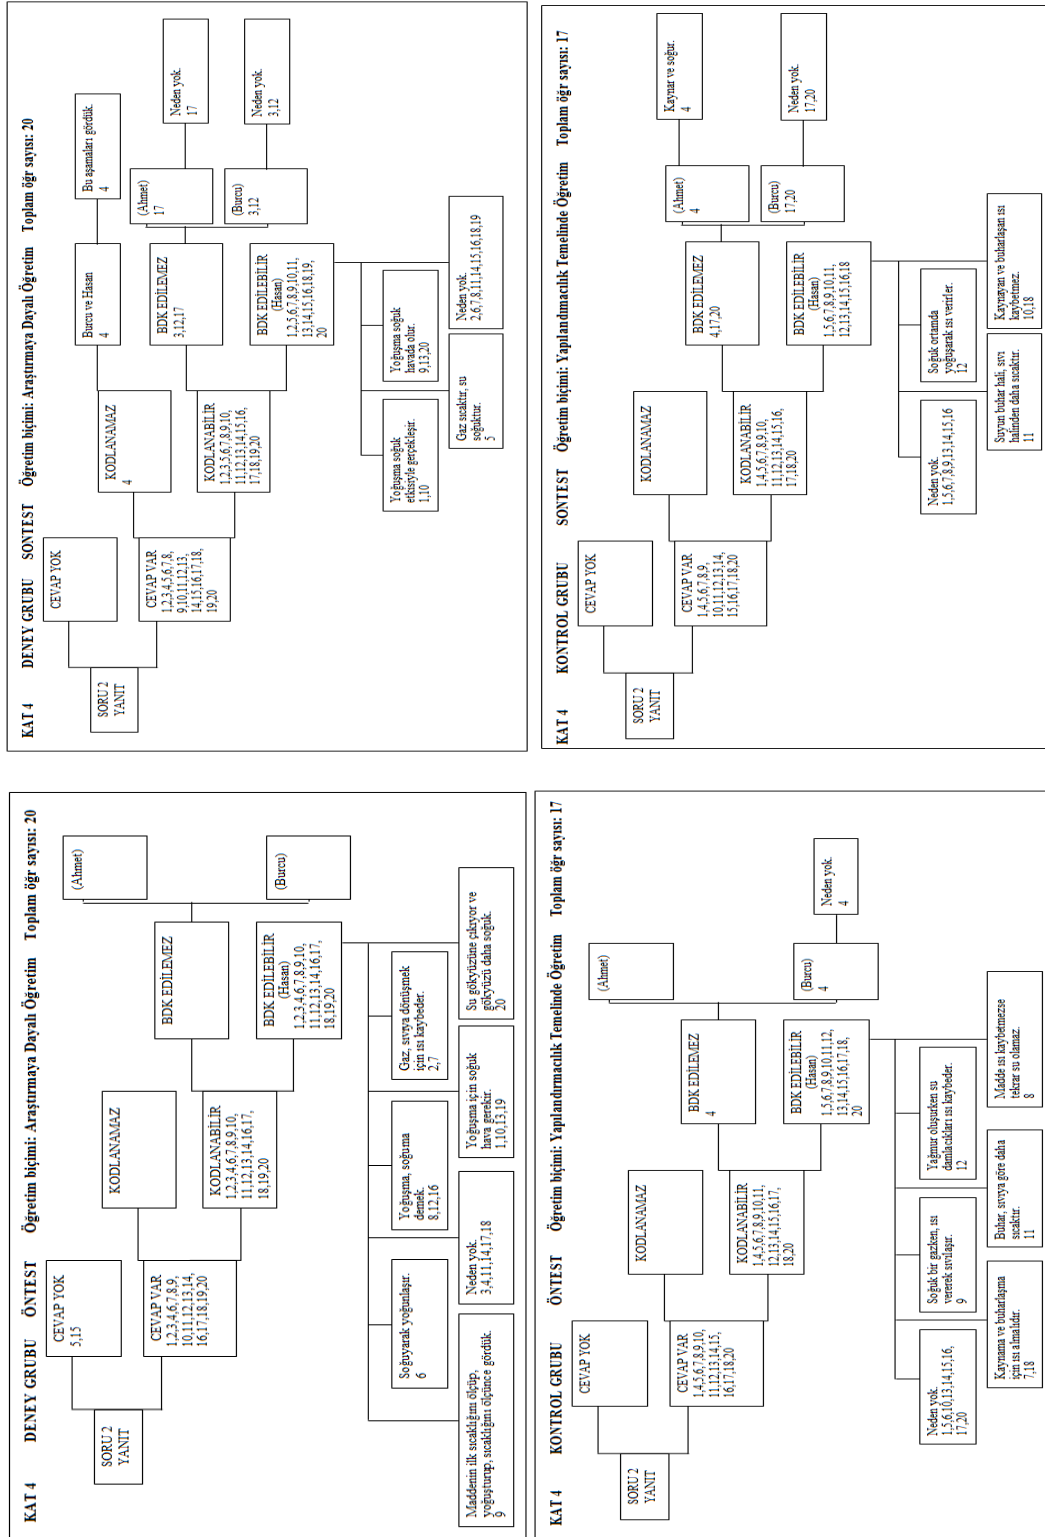 KAT 4 DENEY GRUBU ÖNTEST Öğretim biçimi: Araştırmaya Dayalı Öğretim Toplam öğr sayısı: 20
SORU 2
YANIT
CEVAP YOK
5,15
CEVAP VAR
1,2,3,4,6,7,8,9,
10,11,12,13,14,
16,17,18,19,20
KODLANAMAZ
KODLANABİLİR
1,2,3,4,6,7,8,9,10,
11,12,13,14,16,17,
18,19,20
BDK EDİLEMEZ
BDK EDİLEBİLİR
(Hasan)
1,2,3,4,6,7,8,9,10,
11,12,13,14,16,17,
18,19,20
(Ahmet)
(Burcu)
Soğuyarak yoğunlaşır.
6
Yoğuşma, soğuma
demek.
8,12,16
Gaz, sıvıya dönüşmek
için ısı kaybeder.
2,7
Maddenin ilk sıcaklığını ölçüp,
yoğuşturup, sıcaklığını ölçünce gördük.
9
Neden yok.
3,4,11,14,17,18
Yoğuşma için soğuk
hava gerekir.
1,10,13,19
Su gökyüzüne çıkıyor ve
gökyüzü daha soğuk.
20
KAT 4 DENEY GRUBU SONTEST Öğretim biçimi: Araştırmaya Dayalı Öğretim Toplam öğr sayısı: 20
SORU 2
YANIT
CEVAP YOK
CEVAP VAR
1,2,3,4,5,6,7,8,
9,10,11,12,13,
14,15,16,17,18,
19,20
KODLANAMAZ
4
KODLANABİLİR
1,2,3,5,6,7,8,9,10,
11,12,13,14,15,16,
17,18,19,20
Burcu ve Hasan
4
Bu aşamaları gördük.
4
BDK EDİLEMEZ
3,12,17
BDK EDİLEBİLİR
(Hasan)
1,2,5,6,7,8,9,10,11,
13,14,15,16,18,19,
20
(Ahmet)
17
Neden yok.
17
(Burcu)
3,12
Neden yok.
3,12
Yoğuşma soğuk
etkisiyle gerçekleşir.
1,10
Yoğuşma soğuk
havada olur.
9,13,20
Gaz sıcaktır, su
soğuktur.
5
Neden yok.
2,6,7,8,11,14,15,16,18,19
KAT 4 KONTROL GRUBU ÖNTEST Öğretim biçimi: Yapılandırmacılık Temelinde Öğretim Toplam öğr sayısı: 17
SORU 2
YANIT
CEVAP YOK
CEVAP VAR
1,4,5,6,7,8,9,10,
11,12,13,14,15,
16,17,18,20
KODLANAMAZ
KODLANABİLİR
1,4,5,6,7,8,9,10,11,
12,13,14,15,16,17,
18,20
BDK EDİLEMEZ
4
BDK EDİLEBİLİR
(Hasan)
1,5,6,7,8,9,10,11,12,
13,14,15,16,17,18,
20
(Ahmet)
(Burcu)
4
Neden yok.
4
Neden yok.
1,5,6,10,13,14,15,16,
17,20
Soğuk bir gazken, ısı
vererek sıvılaşır.
9
Yağmur oluşurken su
damlacıkları ısı kaybeder.
12
Kaynama ve buharlaşma
için ısı almalıdır.
7,18
Buhar, sıvıya göre daha
sıcaktır.
11
Madde ısı kaybetmezse
tekrar su olamaz.
8
KAT 4 KONTROL GRUBU SONTEST Öğretim biçimi: Yapılandırmacılık Temelinde Öğretim Toplam öğr sayısı: 17
SORU 2
YANIT
CEVAP YOK
CEVAP VAR
1,4,5,6,7,8,9,
10,11,12,13,14,
15,16,17,18,20
KODLANAMAZ
KODLANABİLİR
1,4,5,6,7,8,9,10,
11,12,13,14,15,16,
17,18,20
BDK EDİLEMEZ
4,17,20
BDK EDİLEBİLİR
(Hasan)
1,5,6,7,8,9,10,11,
12,13,14,15,16,18
(Ahmet)
4
Kaynar ve soğur.
4
(Burcu)
17,20
Neden yok.
17,20
Neden yok.
1,5,6,7,8,9,13,14,15,16
Soğuk ortamda
yoğuşarak ısı verirler.
12
Suyun buhar hali, sıvı
halinden daha sıcaktır.
11
Kaynayan ve buharlaşan ısı
kaybetmez.
10,18